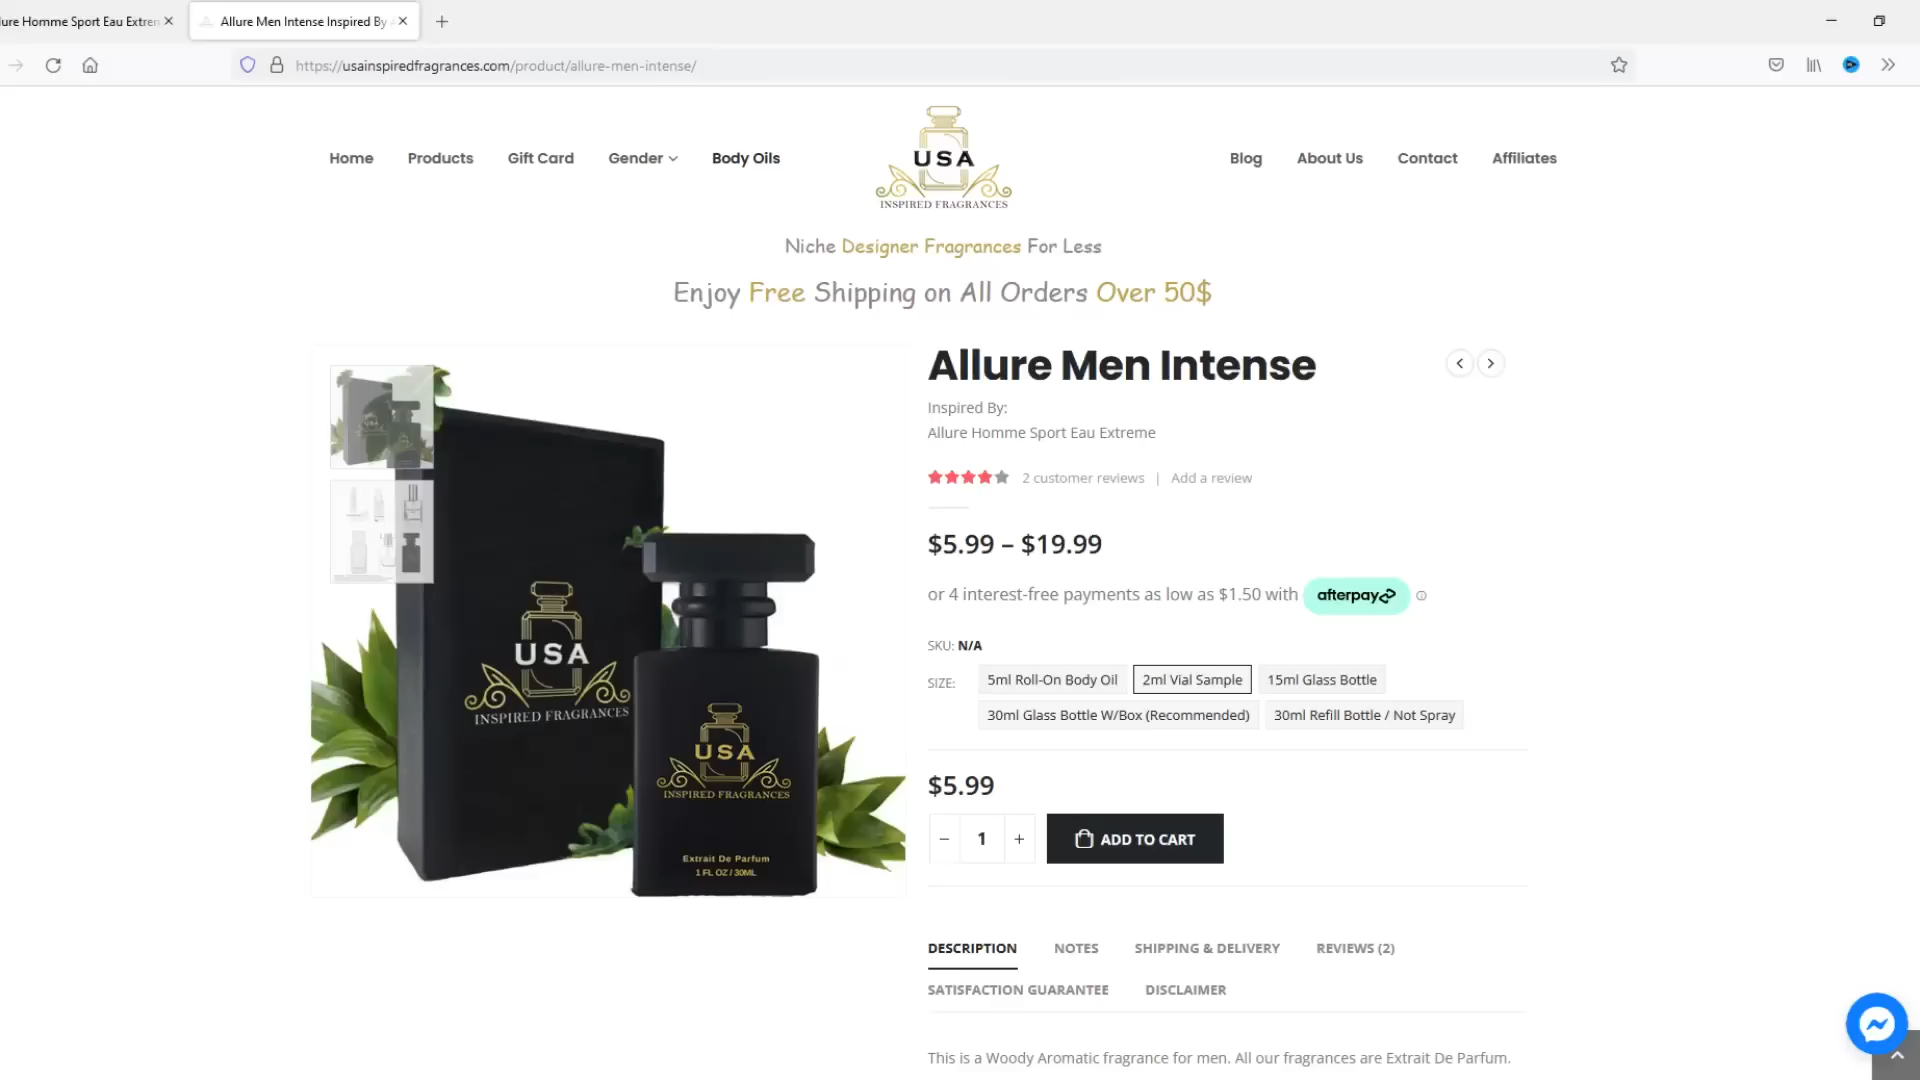 lure Homme Sport Eau Extren
Allure Men Intense Inspired By
https://usainspiredfragrances.com/product/allure-men-intense/
Home
Products
Gift Card
Gender
Body Oils
USA
INSPIRED FRAGRANCES
Blog
About Us
Contact
Affiliates
Niche Designer Fragrances For Less
Enjoy Free Shipping on All Orders Over 50$
USA
INSPIRED FRAGRANCES
USA
INSPIRED FRAGRANCES
Extrait De Parfum
1 FL OZ / 30ML
Allure Men Intense
Inspired By:
Allure Homme Sport Eau Extreme
2 customer reviews | Add a review
$5.99 – $19.99
or 4 interest-free payments as low as $1.50 with afterpay
SKU: N/A
SIZE:
5ml Roll-On Body Oil
2ml Vial Sample
15ml Glass Bottle
30ml Glass Bottle W/Box (Recommended)
30ml Refill Bottle / Not Spray
$5.99
− 1 +
ADD TO CART
DESCRIPTION
NOTES
SHIPPING & DELIVERY
REVIEWS (2)
SATISFACTION GUARANTEE
DISCLAIMER
This is a Woody Aromatic fragrance for men. All our fragrances are Extrait De Parfum.